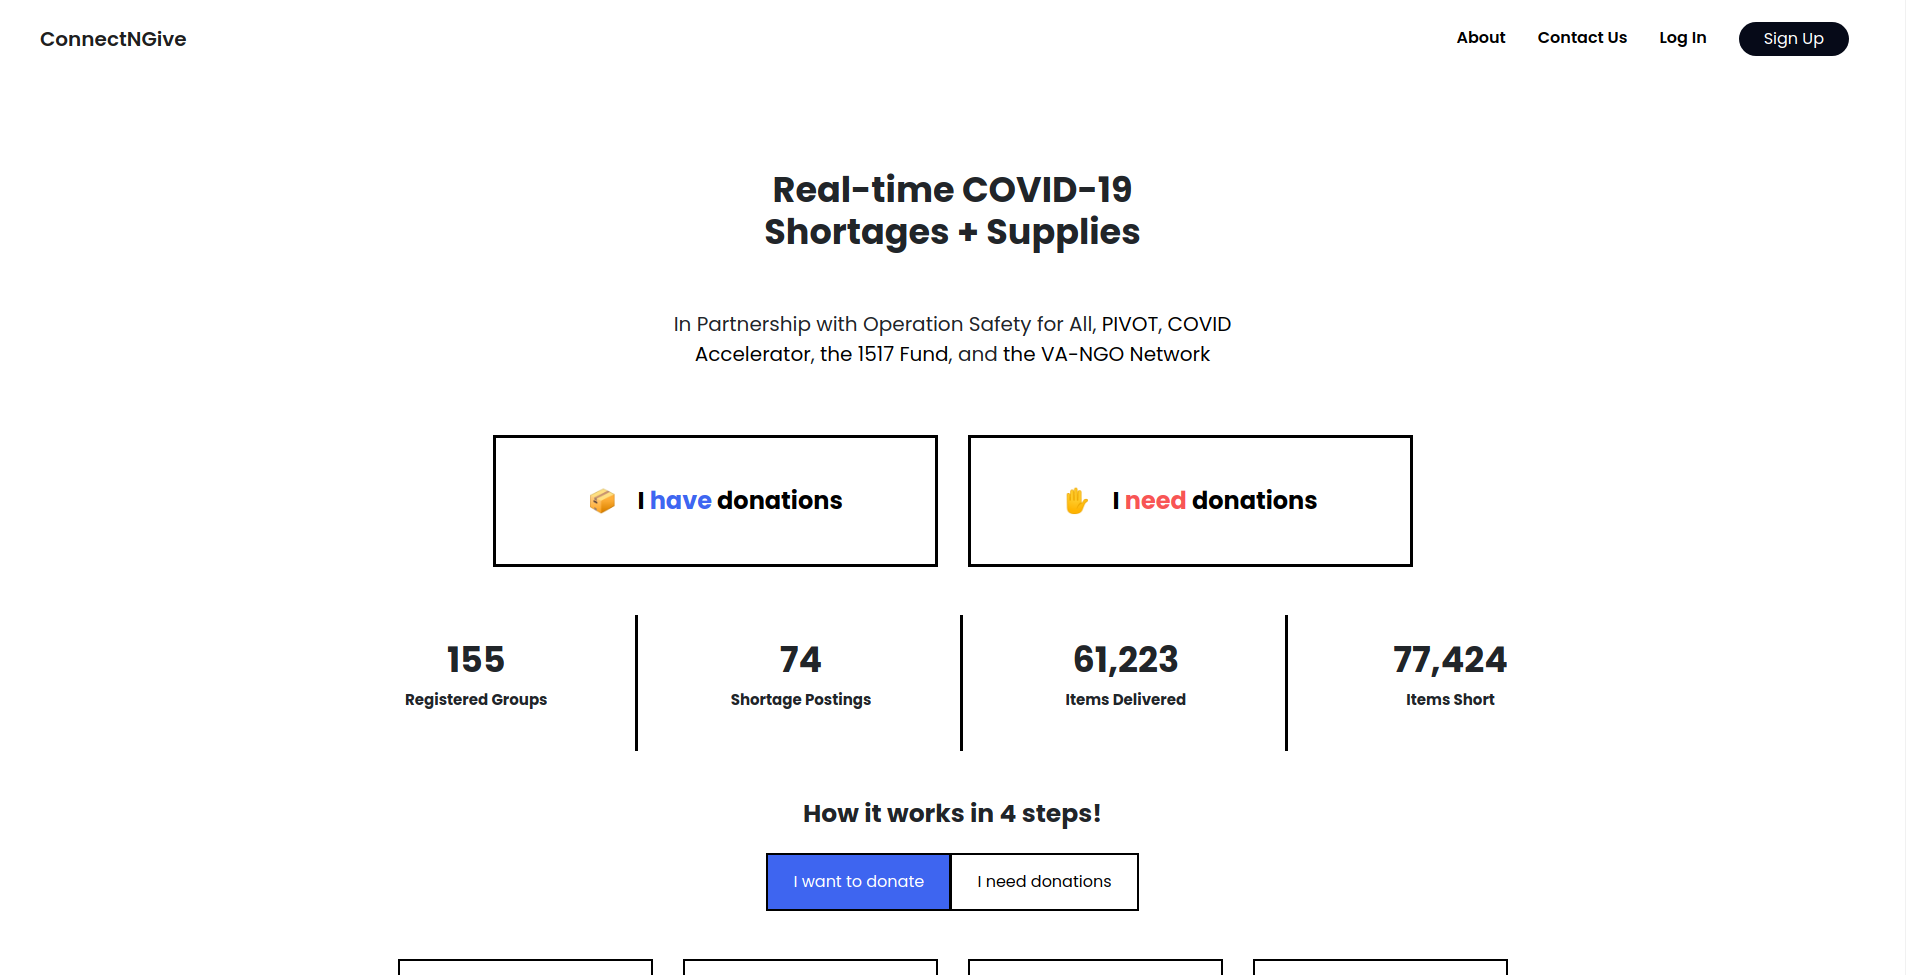 ConnectNGive
About
Contact Us
Log In
Sign Up
Real-time COVID-19
Shortages + Supplies
In Partnership with Operation Safety for All, PIVOT, COVID
Accelerator, the 1517 Fund, and the VA-NGO Network
I have donations
I need donations
155
Registered Groups
74
Shortage Postings
61,223
Items Delivered
77,424
Items Short
How it works in 4 steps!
I want to donate
I need donations